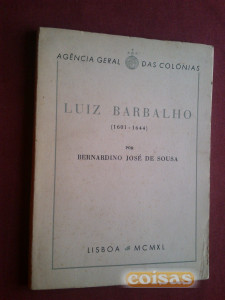 AGÊNCIA GERAL DAS COLÓNIAS
LUIZ BARBALHO
(1601-1644)
POR
BERNARDINO JOSÉ DE SOUSA
LISBOA MCMXL
coisas